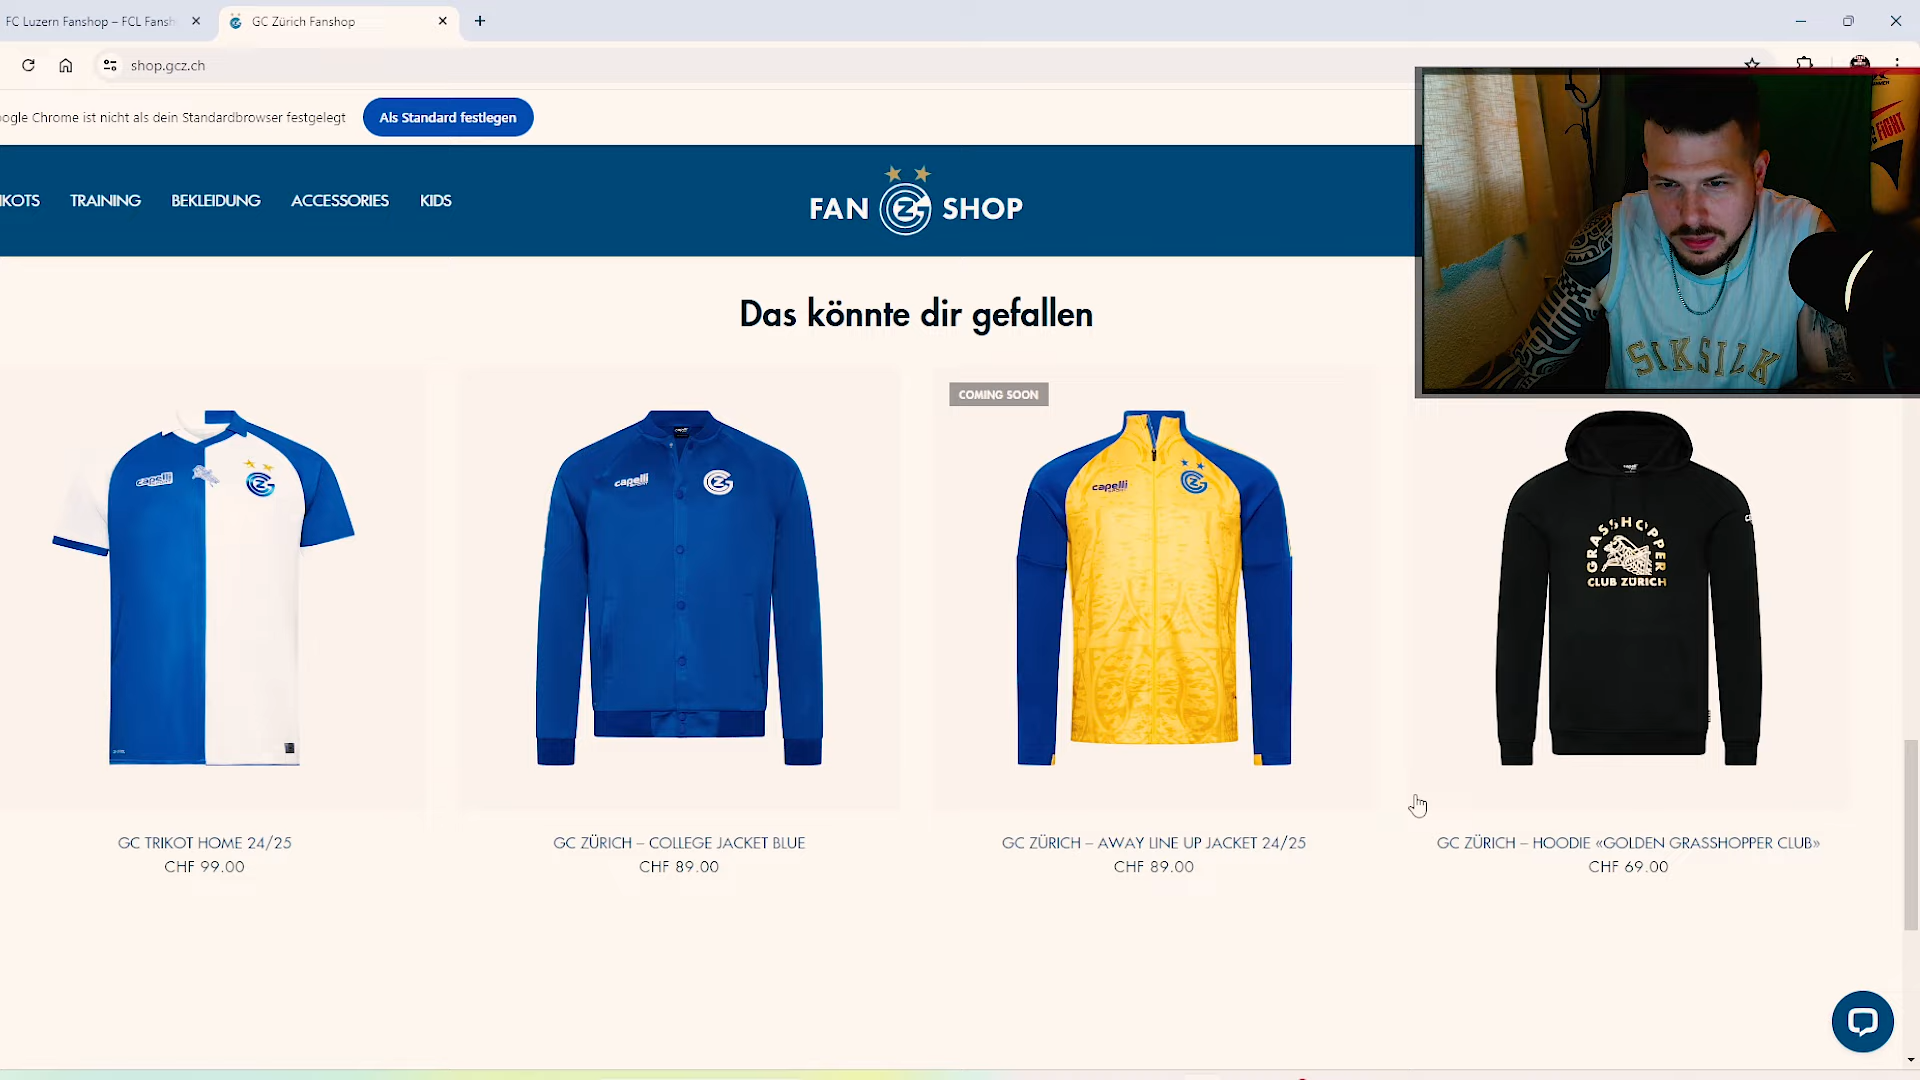 FC Luzern Fanshop – FCL Fansh
GC Zürich Fanshop
shop.gcz.ch
oogle Chrome ist nicht als dein Standardbrowser festgelegt
Als Standard festlegen
IKOTS
TRAINING
BEKLEIDUNG
ACCESSORIES
KIDS
FAN SHOP
FIGHT
SIKSILK
Das könnte dir gefallen
COMING SOON
capelli
capelli
capelli
GRASSHOPPER
CLUB ZÜRICH
GC TRIKOT HOME 24/25
CHF 99.00
GC ZÜRICH – COLLEGE JACKET BLUE
CHF 89.00
GC ZÜRICH – AWAY LINE UP JACKET 24/25
CHF 89.00
GC ZÜRICH – HOODIE «GOLDEN GRASSHOPPER CLUB»
CHF 69.00